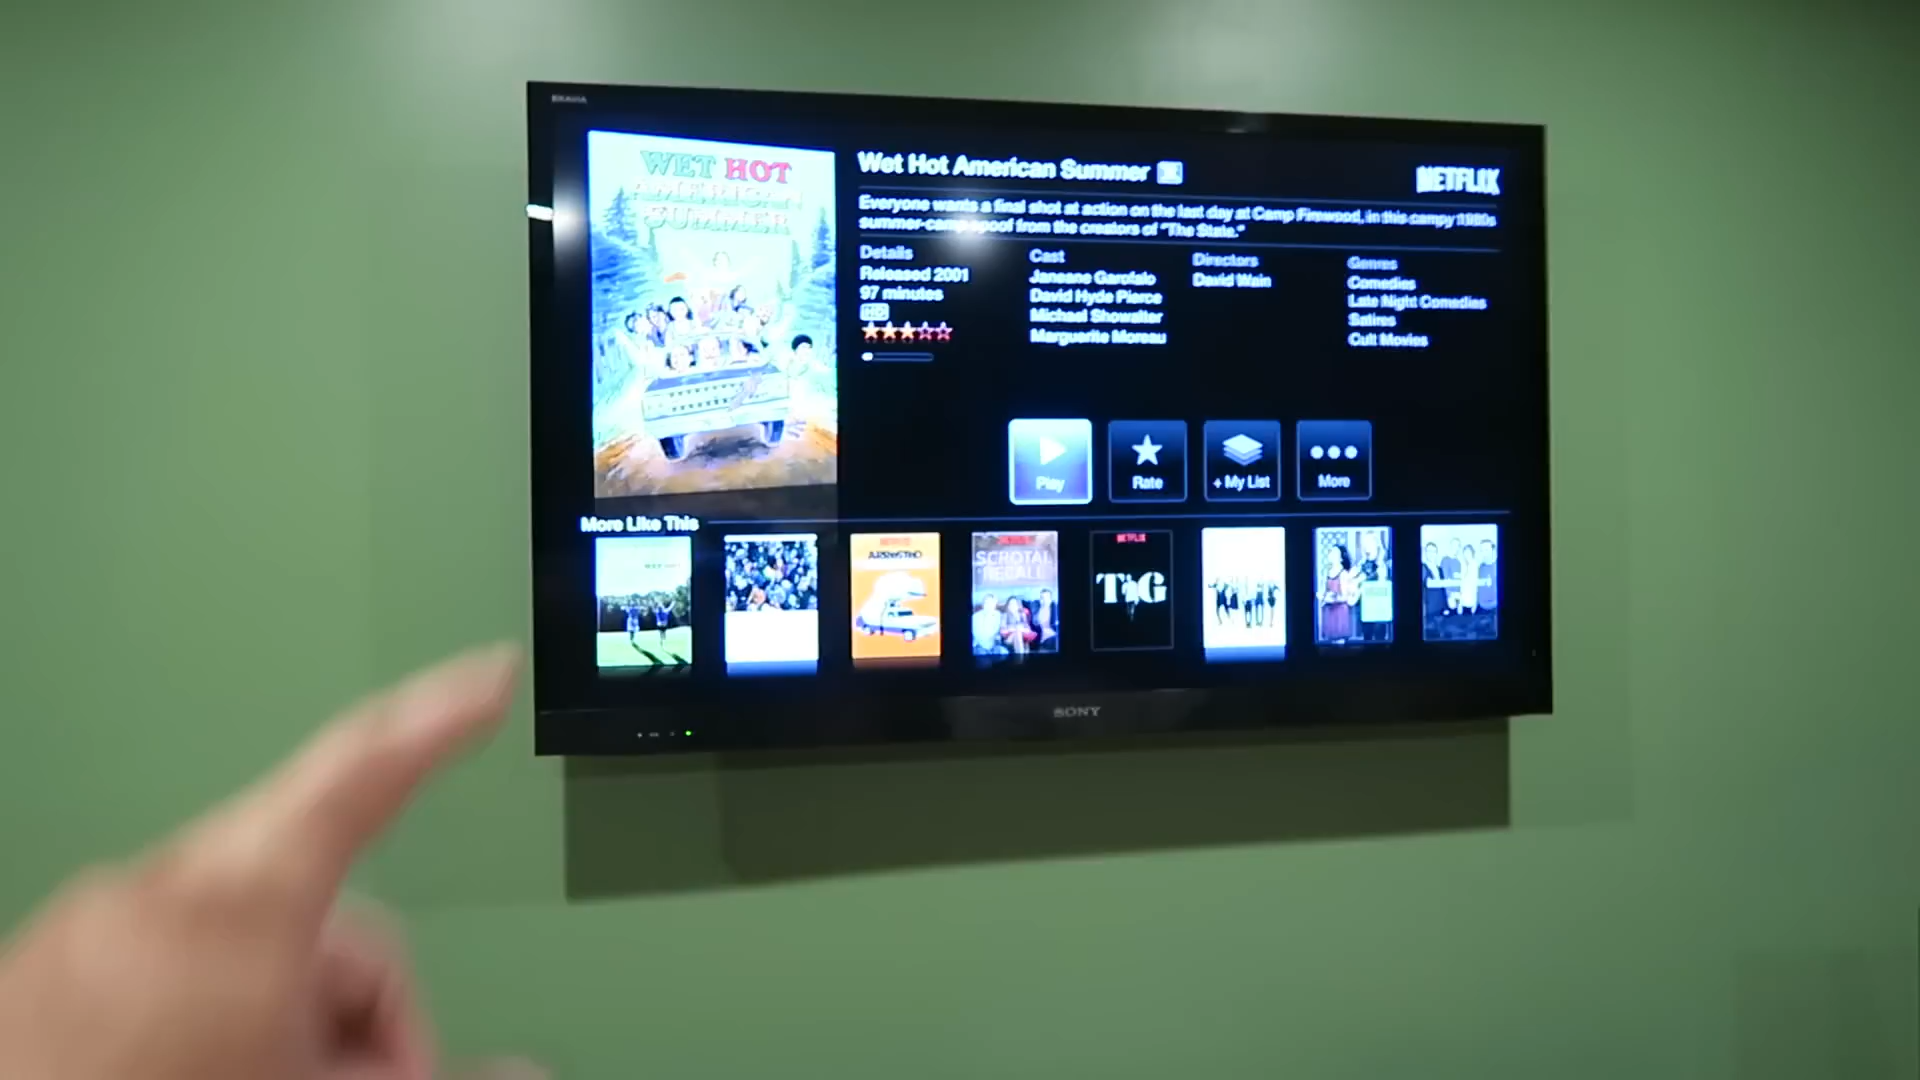 BRAVIA
WET HOT
AMERICAN
SUMMER
Wet Hot American Summer
NETFLIX
Everyone wants a final shot at action on the last day at Camp Firewood, in this campy 1980s
summer-camp spoof from the creators of "The State."
Details
Released 2001
97 minutes
HD
Cast
Janeane Garofalo
David Hyde Pierce
Michael Showalter
Marguerite Moreau
Directors
David Wain
Genres
Comedies
Late Night Comedies
Satires
Cult Movies
Play
Rate
+ My List
More
More Like This
NETFLIX
TIG
SONY